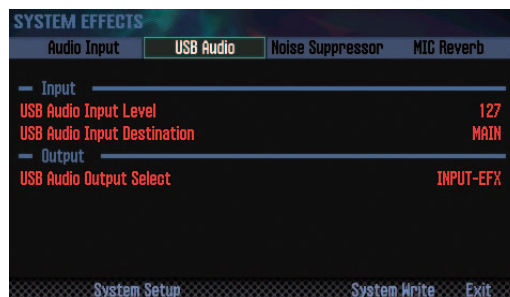 SYSTEM EFFECTS
Audio Input USB Audio Noise Suppressor MIC Reverb
Input
USB Audio Input Level 127
USB Audio Input Destination MAIN
Output
USB Audio Output Select INPUT-EFX
System Setup System Write Exit